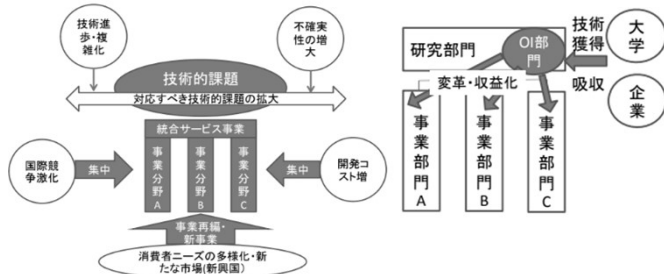 技術進
歩・複
雑化
不確実
性の増
大
技術的課題
対応すべき技術的課題の拡大
統合サービス事業
国際競
争激化
集中
事業分野A
事業分野B
事業分野C
集中
開発コ
スト増
事業再編・
新事業
消費者ニーズの多様化・新
たな市場(新興国)
研究部門
OI部
門
技術
獲得
大
学
変革・収益化
吸収
企
業
事業部門A
事業部門B
事業部門C